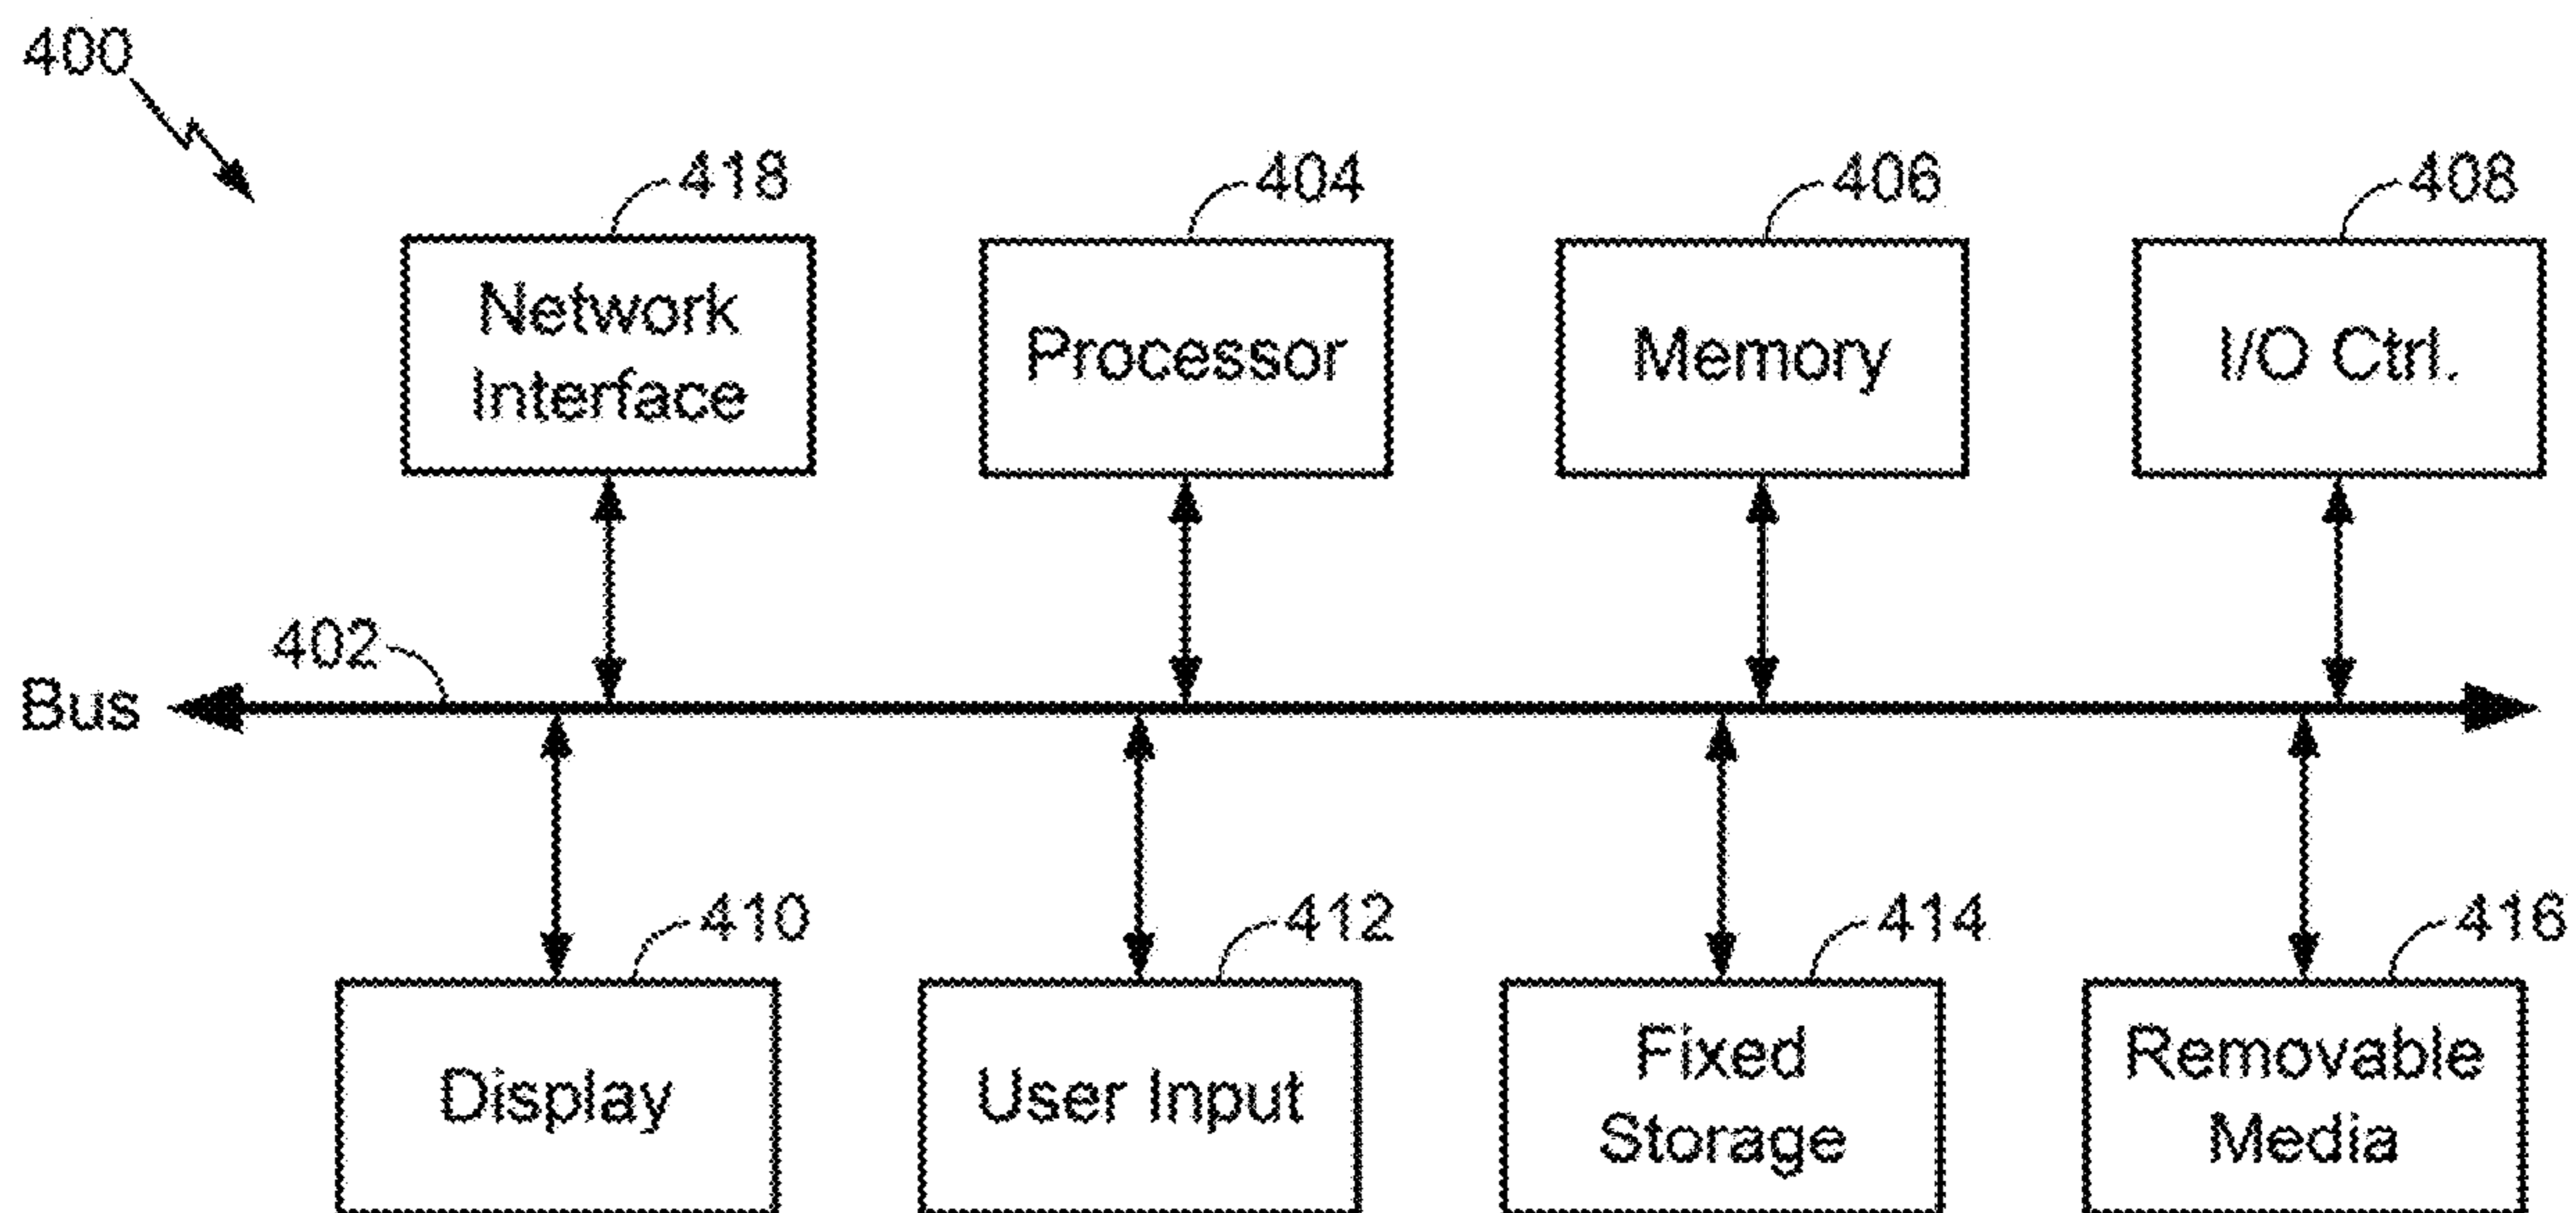 400
418
404
406
408
Network
Interface
Processor
Memory
I/O Ctrl.
402
Bus
410
412
414
416
Display
User Input
Fixed
Storage
Removable
Media